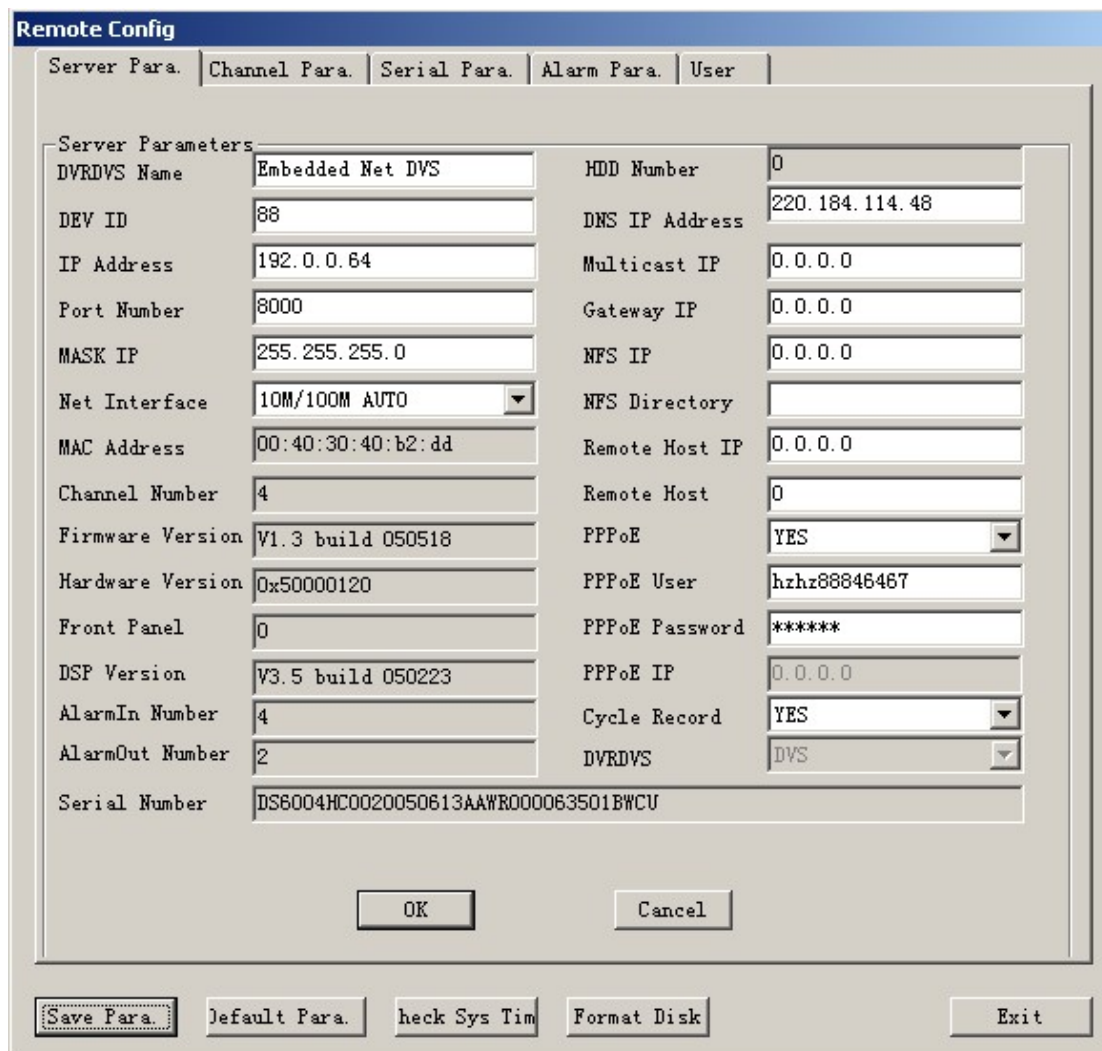 Remote Config
Server Para. Channel Para. Serial Para. Alarm Para. User
Server Parameters
DVRDVS Name Embedded Net DVS HDD Number 0
DEV ID 88 DNS IP Address 220.184.114.48
IP Address 192.0.0.64 Multicast IP 0.0.0.0
Port Number 8000 Gateway IP 0.0.0.0
MASK IP 255.255.255.0 NFS IP 0.0.0.0
Net Interface 10M/100M AUTO NFS Directory
MAC Address 00:40:30:40:b2:dd Remote Host IP 0.0.0.0
Channel Number 4 Remote Host 0
Firmware Version V1.3 build 050518 PPPoE YES
Hardware Version 0x50000120 PPPoE User hzhz88846467
Front Panel 0 PPPoE Password ******
DSP Version V3.5 build 050223 PPPoE IP 0.0.0.0
AlarmIn Number 4 Cycle Record YES
AlarmOut Number 2 DVRDVS DVS
Serial Number DS6004HC0020050613AAWR000063501BWCU
OK Cancel
Save Para. Default Para. heck Sys Tim Format Disk Exit